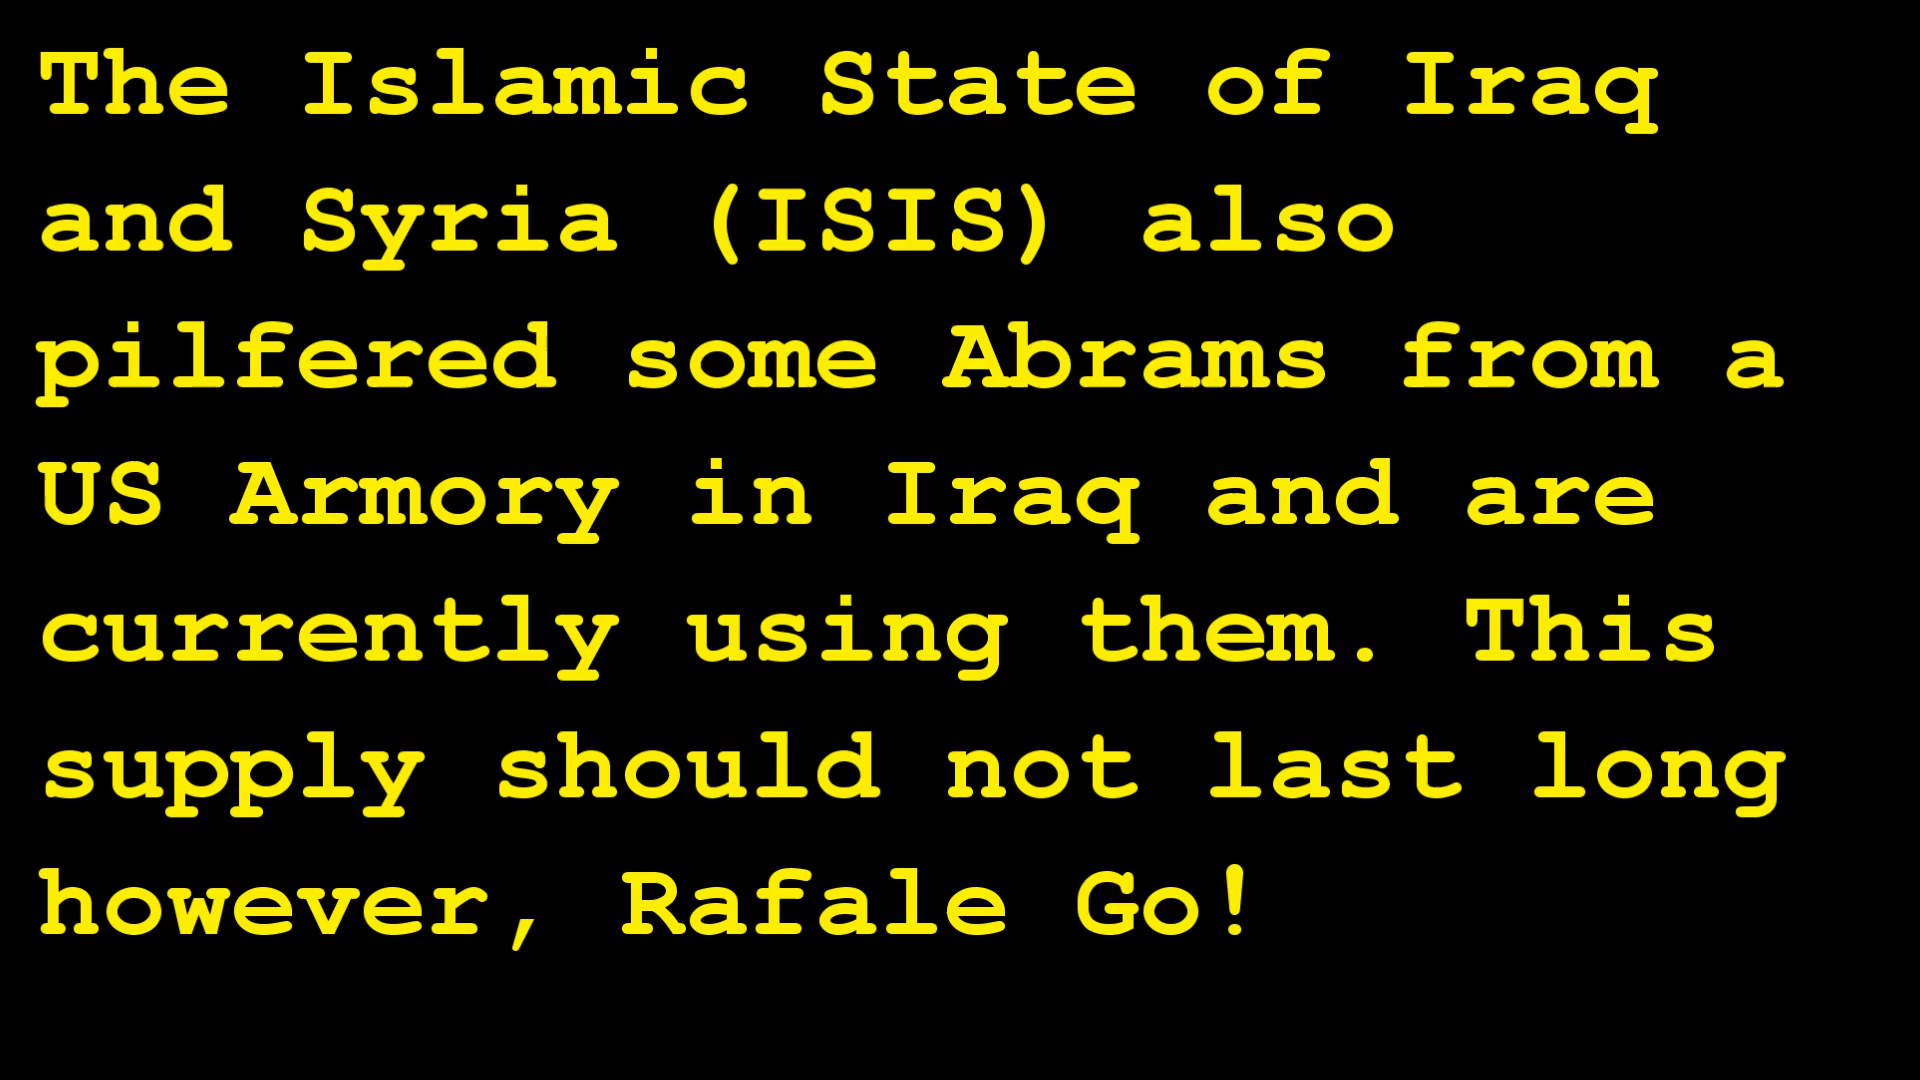 The Islamic State of Iraq
and Syria (ISIS) also
pilfered some Abrams from a
US Armory in Iraq and are
currently using them. This
supply should not last long
however, Rafale Go!